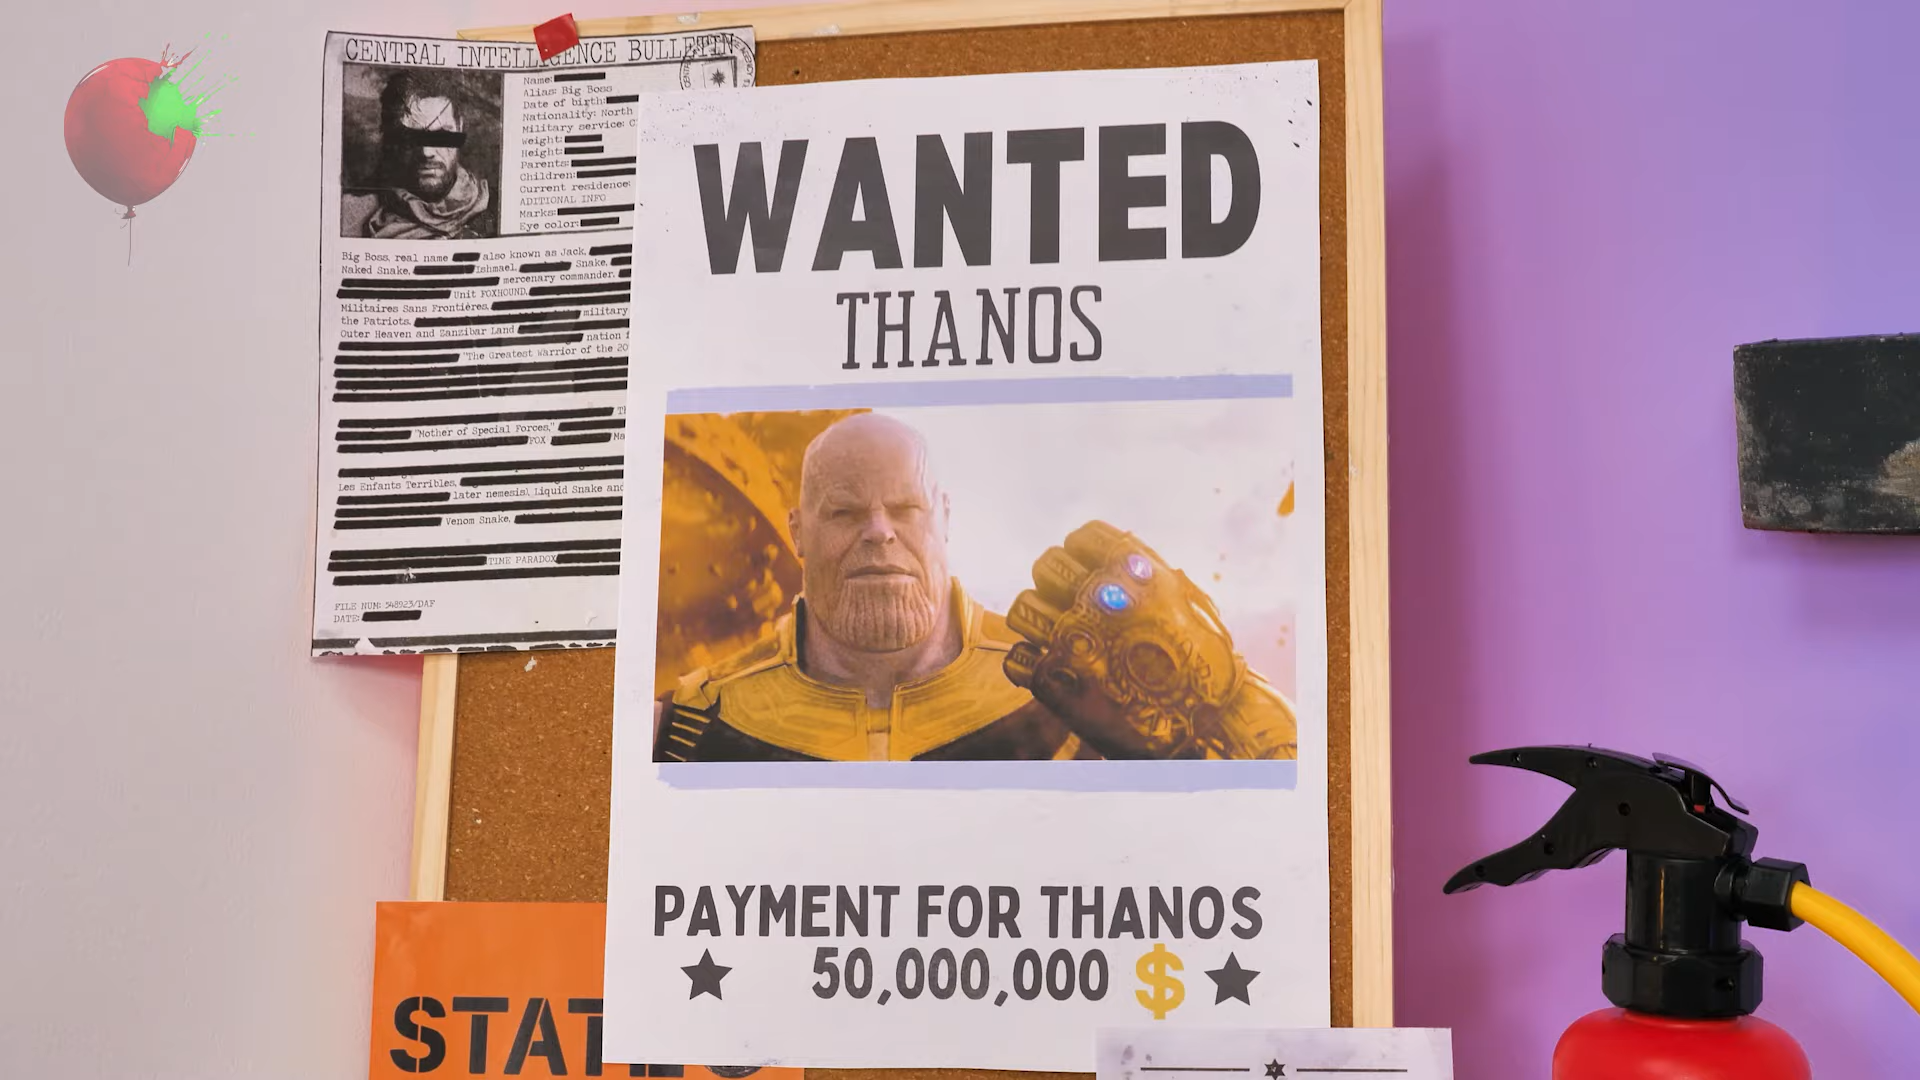 CENTRAL INTELLIGENCE BULLETIN
Name:
Alias: Big Boss
Date of birth:
Nationality: North
Military service: C
Weight:
Height:
Parents:
Children:
Current residence:
ADITIONAL INFO
Marks:
Eye color:
Big Boss, real name also known as Jack,
Naked Snake, Ishmael, Snake,
mercenary commander.
Unit FOXHOUND,
Militaires Sans Frontières, military
the Patriots,
Outer Heaven and Zanzibar Land
nation
"The Greatest Warrior of the 20
"Mother of Special Forces,"
FOX Ma
Les Enfants Terribles,
later nemesis), Liquid Snake and
Venom Snake,
TIME PARADOX
FILE NUM: 548923/DAF
DATE:
WANTED
THANOS
PAYMENT FOR THANOS
50,000,000 $
STAT